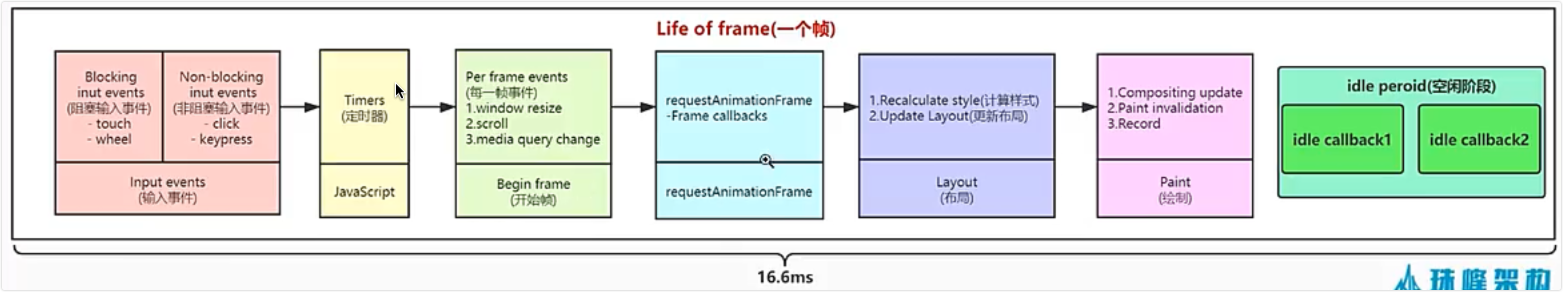 Life of frame(一个帧)
Blocking
inut events
(阻塞输入事件)
- touch
- wheel
Non-blocking
inut events
(非阻塞输入事件)
- click
- keypress
Input events
(输入事件)
Timers
(定时器)
JavaScript
Per frame events
(每一帧事件)
1.window resize
2.scroll
3.media query change
Begin frame
(开始帧)
requestAnimationFrame
-Frame callbacks
requestAnimationFrame
1.Recalculate style(计算样式)
2.Update Layout(更新布局)
Layout
(布局)
1.Compositing update
2.Paint invalidation
3.Record
Paint
(绘制)
idle peroid(空闲阶段)
idle callback1
idle callback2
16.6ms
珠峰架构